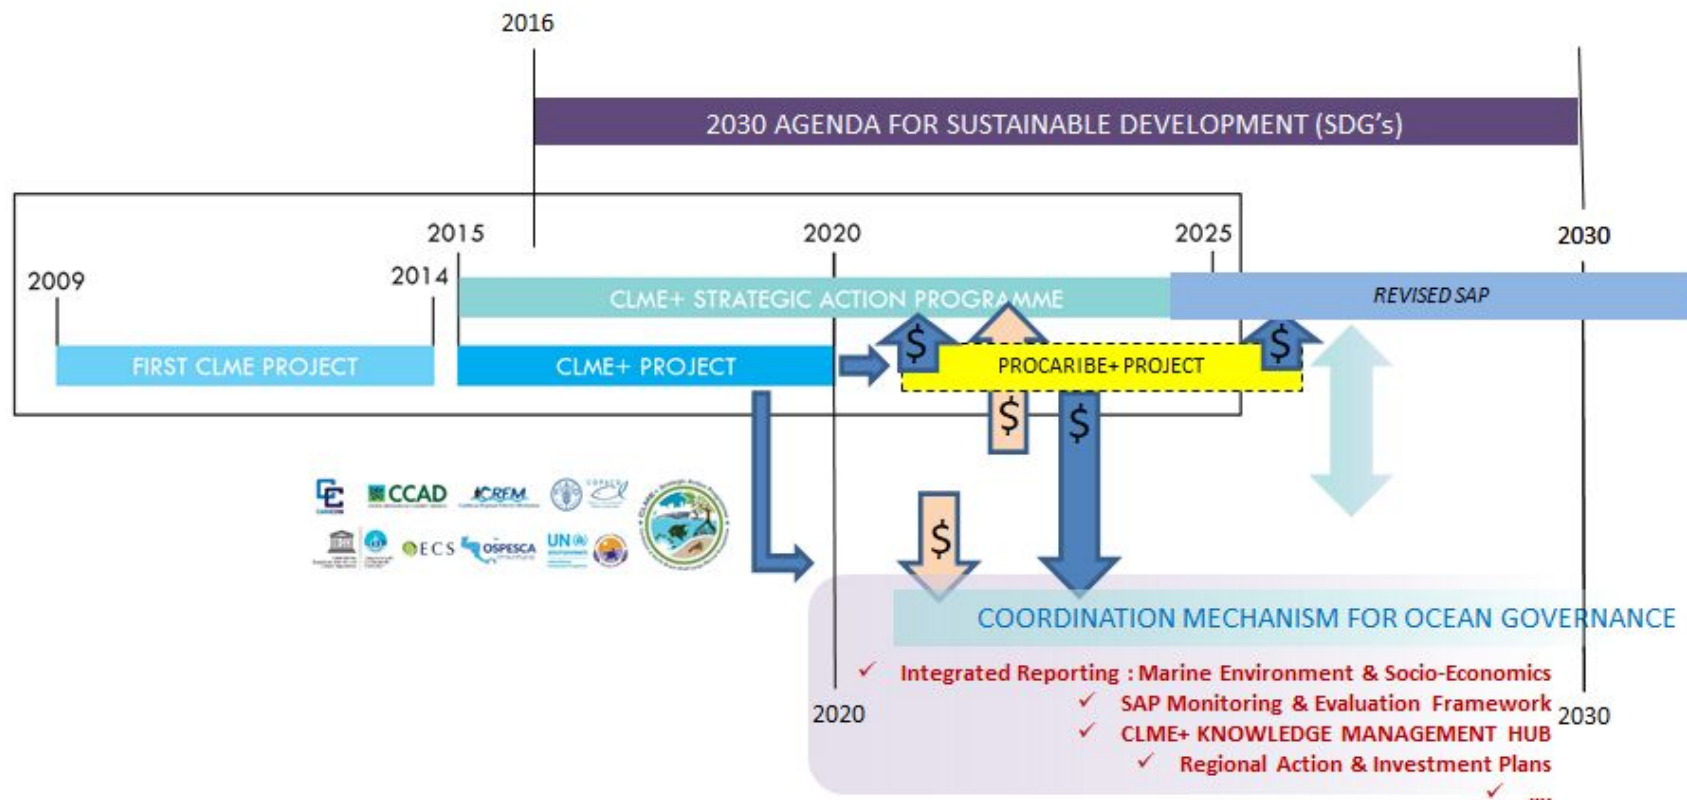 2016
2030 AGENDA FOR SUSTAINABLE DEVELOPMENT (SDG's)
2015
2020
2025
2030
2009
2014
CLME+ STRATEGIC ACTION PROGRAMME
REVISED SAP
FIRST CLME PROJECT
CLME+ PROJECT
$
PROCARIBE+ PROJECT
$
$
$
CCAD
CRFM
OECS
OSPESCA
UN
$
COORDINATION MECHANISM FOR OCEAN GOVERNANCE
✓ Integrated Reporting : Marine Environment & Socio-Economics
✓ SAP Monitoring & Evaluation Framework
2020
2030
✓ CLME+ KNOWLEDGE MANAGEMENT HUB
✓ Regional Action & Investment Plans
✓ ...